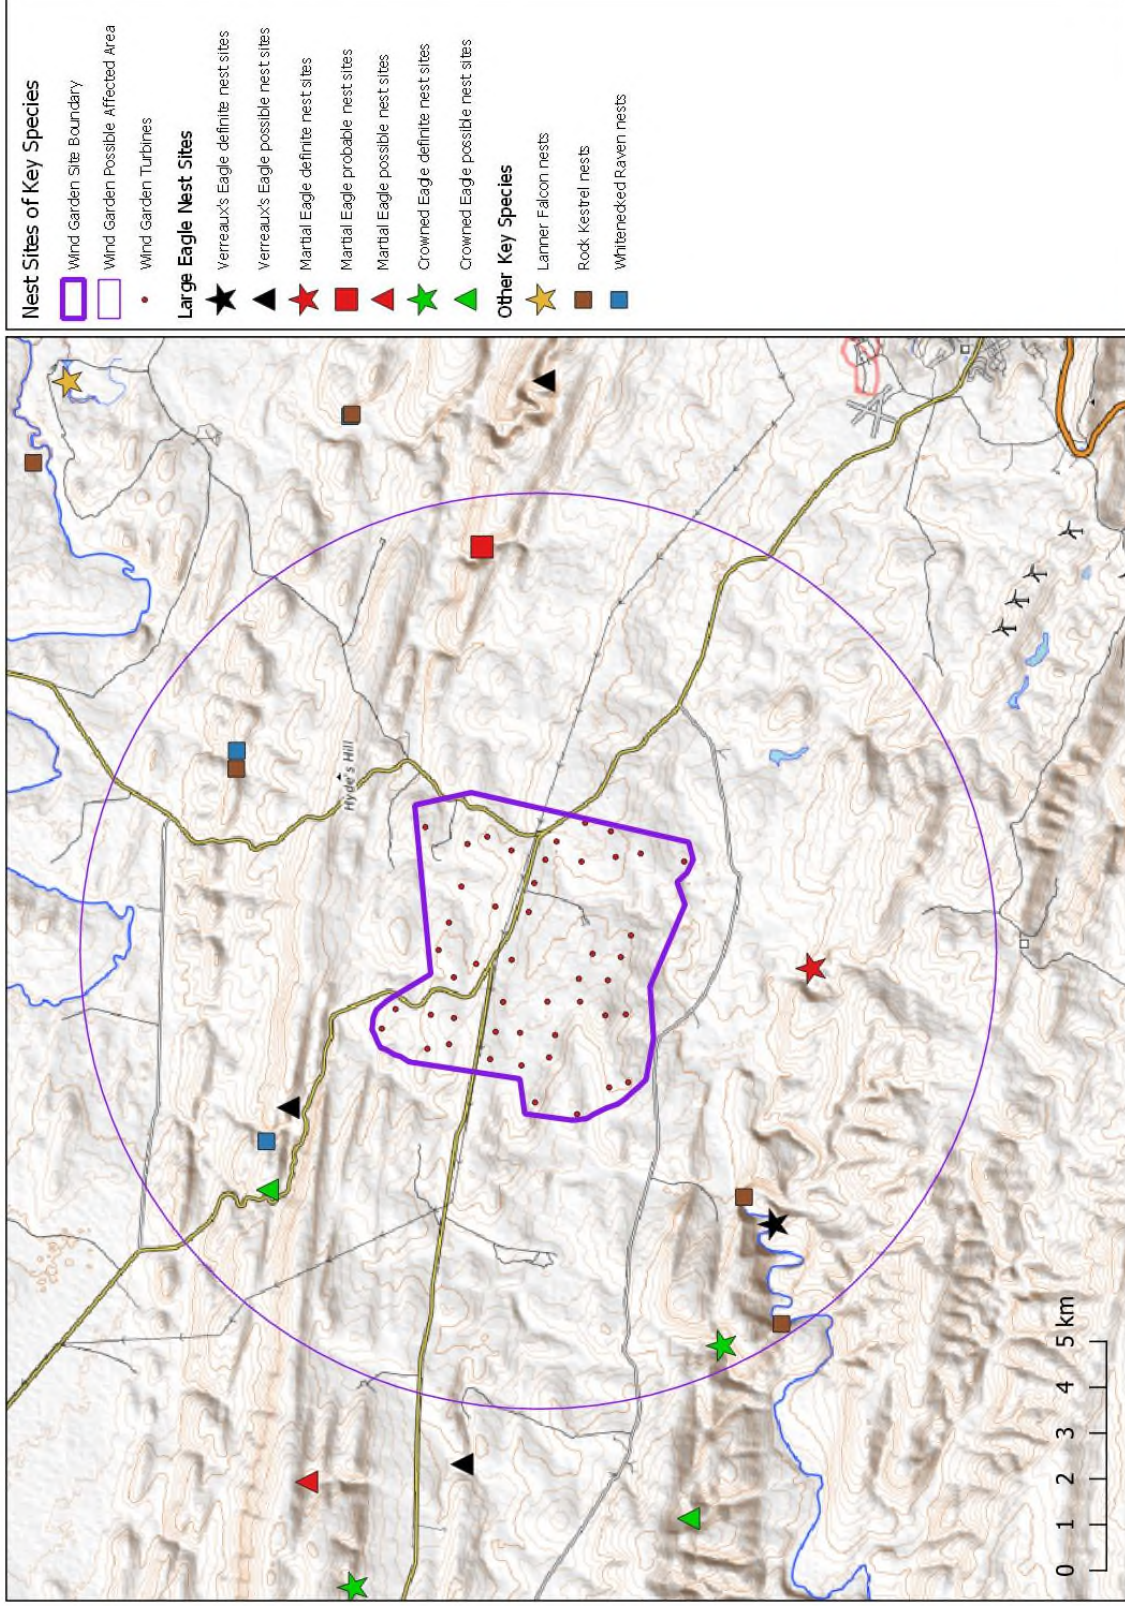 Nest Sites of Key Species
Wind Garden Site Boundary
Wind Garden Possible Affected Area
Wind Garden Turbines
Large Eagle Nest Sites
Verreaux's Eagle definite nest sites
Verreaux's Eagle possible nest sites
Martial Eagle definite nest sites
Martial Eagle probable nest sites
Martial Eagle possible nest sites
Crowned Eagle definite nest sites
Crowned Eagle possible nest sites
Other Key Species
Lanner Falcon nests
Rock Kestrel nests
Whitenecked Raven nests
Hyde's Hill
0 1 2 3 4 5 km